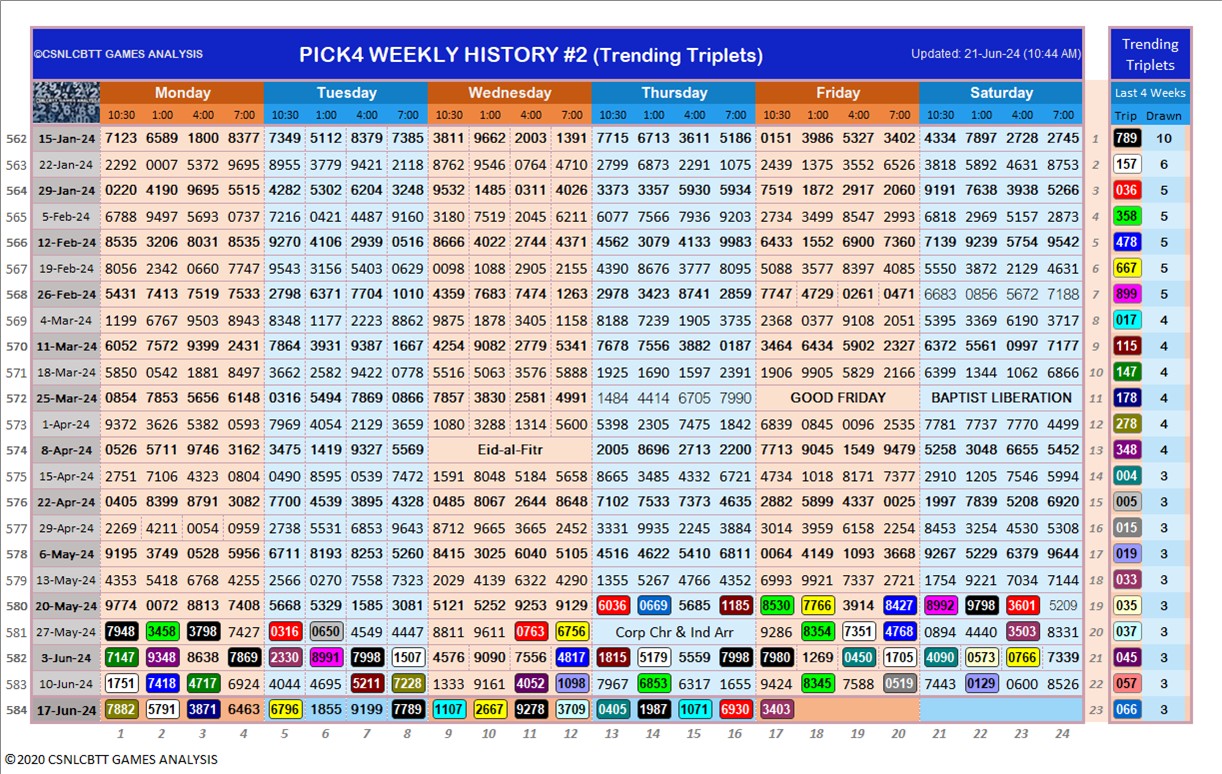 ©CSNLCBTT GAMES ANALYSIS PICK4 WEEKLY HISTORY #2 (Trending Triplets) Updated: 21-Jun-24 (10:44 AM) Trending Triplets
Monday Tuesday Wednesday Thursday Friday Saturday Last 4 Weeks
10:30 1:00 4:00 7:00 10:30 1:00 4:00 7:00 10:30 1:00 4:00 7:00 10:30 1:00 4:00 7:00 10:30 1:00 4:00 7:00 10:30 1:00 4:00 7:00 Trip Drawn
562 15-Jan-24 7123 6589 1800 8377 7349 5112 8379 7385 3811 9662 2003 1391 7715 6713 3611 5186 0151 3986 5327 3402 4334 7897 2728 2745 1 789 10
563 22-Jan-24 2292 0007 5372 9695 8955 3779 9421 2118 8762 9546 0764 4710 2799 6873 2291 1075 2439 1375 3552 6526 3818 5892 4631 8753 2 157 6
564 29-Jan-24 0220 4190 9695 5515 4282 5302 6204 3248 9532 1485 0311 4026 3373 3357 5930 5934 7519 1872 2917 2060 9191 7638 3938 5266 3 036 5
565 5-Feb-24 6788 9497 5693 0737 7216 0421 4487 9160 3180 7519 2045 6211 6077 7566 7936 9203 2734 3499 8547 2993 6818 2969 5157 2873 4 358 5
566 12-Feb-24 8535 3206 8031 8535 9270 4106 2939 0516 8666 4022 2744 4371 4562 3079 4133 9983 6433 1552 6900 7360 7139 9239 5754 9542 5 478 5
567 19-Feb-24 8056 2342 0660 7747 9543 3156 5403 0629 0098 1088 2905 2155 4390 8676 3777 8095 5088 3577 8397 4085 5550 3872 2129 4631 6 667 5
568 26-Feb-24 5431 7413 7519 7533 2798 6371 7704 1010 9359 7683 7474 1263 2978 3423 8741 2859 7747 4729 0261 0471 6683 0856 5672 7188 7 899 5
569 4-Mar-24 1199 6767 9503 8943 8348 1177 2223 8862 9875 1878 3405 1158 8188 7239 1905 3735 2368 0377 9108 2051 5395 3369 6190 3717 8 017 4
570 11-Mar-24 6052 7572 9399 2431 7864 3931 9387 1667 4254 9082 2779 5341 7678 7556 3882 0187 3464 6434 5902 2327 6372 5561 0997 7177 9 115 4
571 18-Mar-24 5850 0542 1881 8497 3662 2582 9422 0778 5516 5063 3576 5888 1925 1690 1597 2391 1906 9905 5829 2166 6399 1344 1062 6866 10 147 4
572 25-Mar-24 0854 7853 5656 6148 0316 5494 7869 0866 7857 3830 2581 4991 1484 4414 6705 7990 GOOD FRIDAY BAPTIST LIBERATION 11 178 4
573 1-Apr-24 9372 3626 5382 0593 7969 4054 2129 3659 1080 3288 1314 5600 5398 2305 7475 1842 6839 0845 0096 2535 7781 7737 7770 4499 12 278 4
574 8-Apr-24 0526 5711 9746 3162 3475 1419 9327 5569 Eid-al-Fitr 2005 8696 2713 2200 7713 9045 1549 9479 5258 3048 6655 5452 13 348 4
575 15-Apr-24 2751 7106 4323 0804 0490 8595 0539 7472 1591 8048 5184 5658 8665 3485 4332 6721 4734 1018 8171 7377 2910 1205 7546 5994 14 004 3
576 22-Apr-24 0405 8399 8791 3082 7700 4539 3895 4328 0485 8067 2644 8648 7102 7533 7373 4635 2882 5899 4337 0025 1997 7839 5208 6920 15 005 3
577 29-Apr-24 2269 4211 0054 0959 2738 5531 6853 9643 8712 9665 3665 2452 3331 9935 2245 3884 3014 3959 6158 2254 8453 3254 4530 5308 16 015 3
578 6-May-24 9195 3749 0528 5956 6711 8193 8253 5260 8415 3025 6040 5105 4516 4622 5410 6811 0064 4149 1093 3668 9267 5229 6379 9644 17 019 3
579 13-May-24 4353 5418 6768 4255 2566 0270 7558 7323 2029 4139 6322 4290 1355 5267 4766 4352 6993 9921 7337 2721 1754 9221 7034 7144 18 033 3
580 20-May-24 9774 0072 8813 7408 5668 5329 1585 3081 5121 5252 9253 9129 6036 0669 5685 1185 8530 7766 3914 8427 8992 9798 3601 5209 19 035 3
581 27-May-24 7948 3458 3798 7427 0316 0650 4549 4447 8811 9611 0763 6756 Corp Chr & Ind Arr 9286 8354 7351 4768 0894 4440 3503 8331 20 037 3
582 3-Jun-24 7147 9348 8638 7869 2330 8991 7998 1507 4576 9090 7556 4817 1815 5179 5559 7998 7980 1269 0450 1705 4090 0573 0766 7339 21 045 3
583 10-Jun-24 1751 7418 4717 6924 4044 4695 5211 7228 1333 9161 4052 1098 7967 6853 6317 1655 9424 8345 7588 0519 7443 0129 0600 8526 22 057 3
584 17-Jun-24 7882 5791 3871 6463 6796 1855 9199 7789 1107 2667 9278 3709 0405 1987 1071 6930 3403 23 066 3
1 2 3 4 5 6 7 8 9 10 11 12 13 14 15 16 17 18 19 20 21 22 23 24
©2020 CSNLCBTT GAMES ANALYSIS